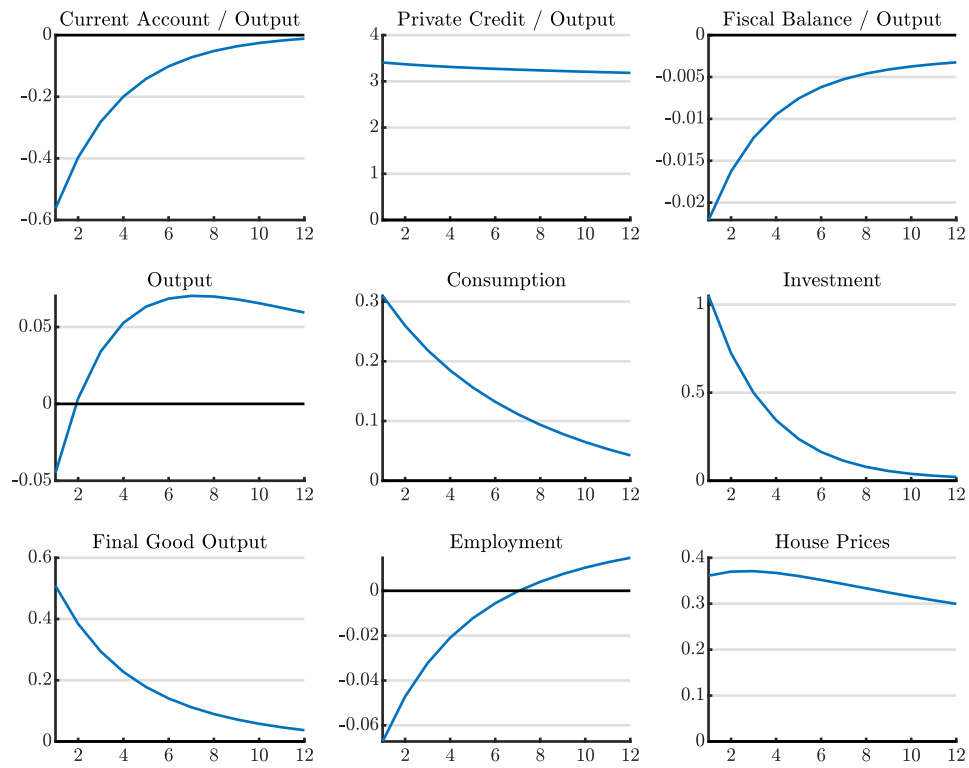 Current Account / Output
0
-0.2
-0.4
-0.6
2 4 6 8 10 12
Private Credit / Output
4
3
2
1
0
2 4 6 8 10 12
Fiscal Balance / Output
0
-0.005
-0.01
-0.015
-0.02
2 4 6 8 10 12
Output
0.05
0
-0.05
2 4 6 8 10 12
Consumption
0.3
0.2
0.1
0
2 4 6 8 10 12
Investment
1
0.5
0
2 4 6 8 10 12
Final Good Output
0.6
0.4
0.2
0
2 4 6 8 10 12
Employment
0
-0.02
-0.04
-0.06
2 4 6 8 10 12
House Prices
0.4
0.3
0.2
0.1
0
2 4 6 8 10 12